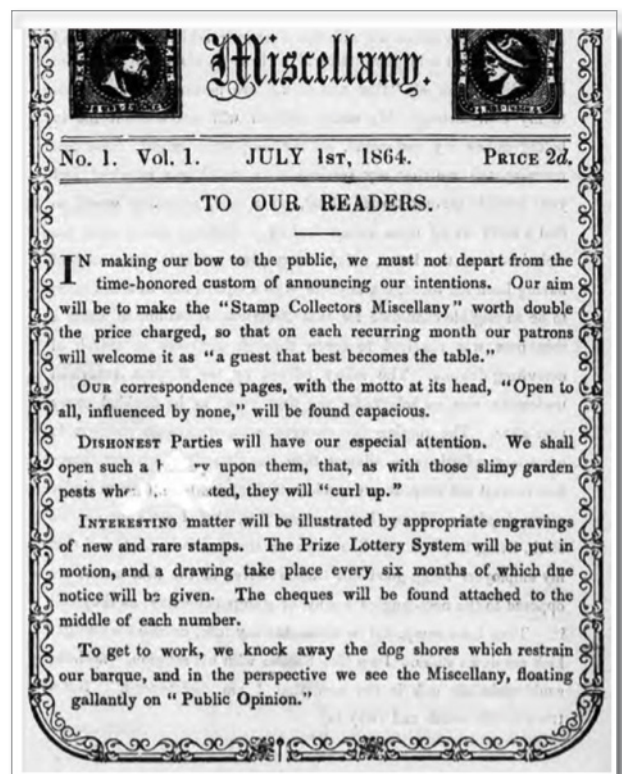 Miscellany.
No. 1. Vol. 1. JULY 1ST, 1864. PRICE 2d.
TO OUR READERS.
IN making our bow to the public, we must not depart from the
time-honored custom of announcing our intentions. Our aim
will be to make the "Stamp Collectors Miscellany" worth double
the price charged, so that on each recurring month our patrons
will welcome it as "a guest that best becomes the table."
OUR correspondence pages, with the motto at its head, "Open to
all, influenced by none," will be found capacious.
DISHONEST Parties will have our especial attention. We shall
open such a upon them, that, as with those slimy garden
pests they will "curl up."
INTERESTING matter will be illustrated by appropriate engravings
of new and rare stamps. The Prize Lottery System will be put in
motion, and a drawing take place every six months of which due
notice will be given. The cheques will be found attached to the
middle of each number.
To get to work, we knock away the dog shores which restrain
our barque, and in the perspective we see the Miscellany, floating
gallantly on " Public Opinion."